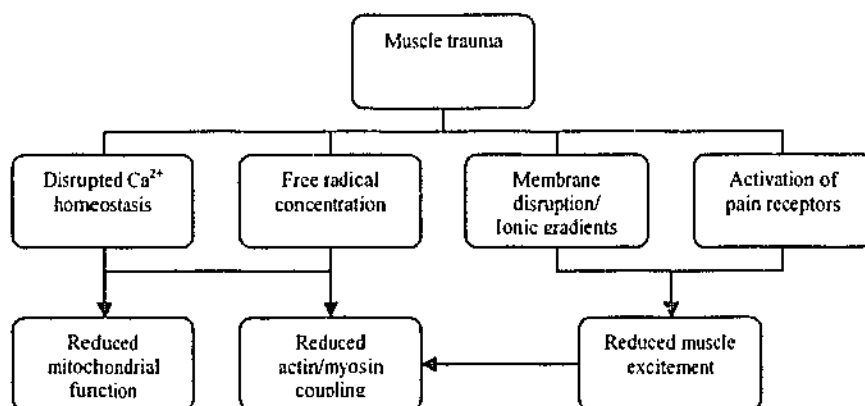 Muscle trauma
Disrupted Ca²⁺
homeostasis
Free radical
concentration
Membrane
disruption/
Ionic gradients
Activation of
pain receptors
Reduced
mitochondrial
function
Reduced
actin/myosin
coupling
Reduced muscle
excitement